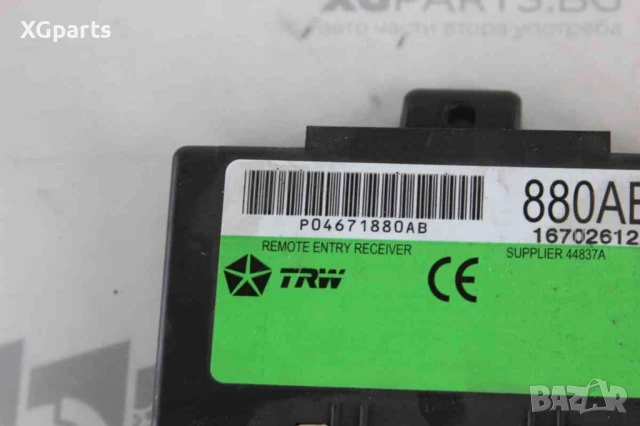 XGparts
XGPARTS.BG
авто части втора употреба
P04671880AB
880AB
16702612
REMOTE ENTRY RECEIVER
SUPPLIER 44837A
TRW
CE
BAZAR